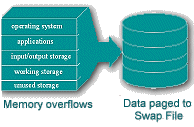 operating system
applications
input/output storage
working storage
unused storage
Memory overflows
Data paged to
Swap File